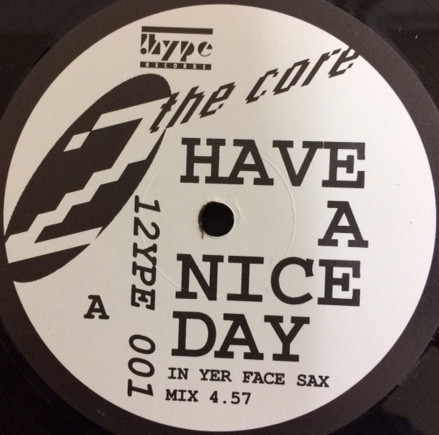 !hype
RECORDS
the core
HAVE
A
NICE
DAY
IN YER FACE SAX
MIX 4.57
12YPE 001
A